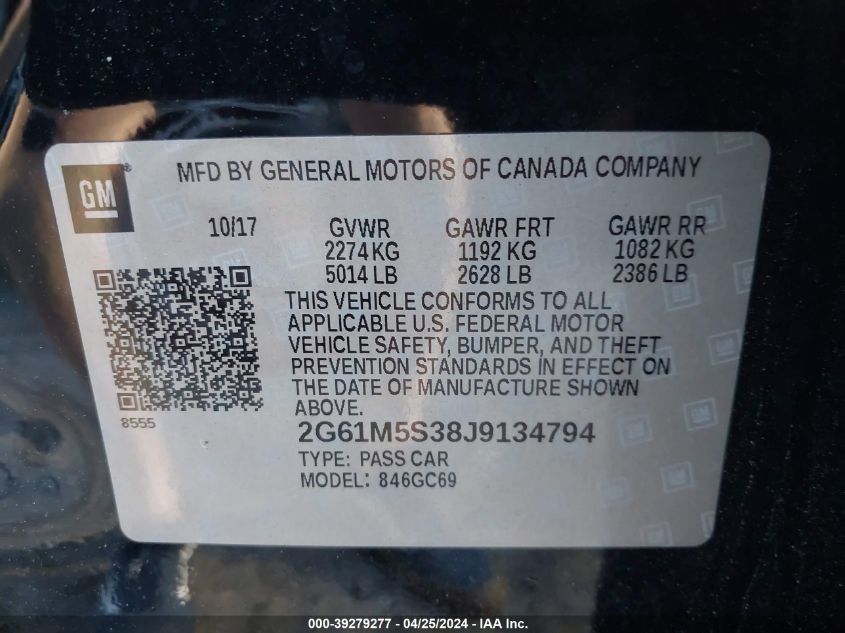 MFD BY GENERAL MOTORS OF CANADA COMPANY
GM
10/17 GVWR GAWR FRT GAWR RR
2274 KG 1192 KG 1082 KG
5014 LB 2628 LB 2386 LB
THIS VEHICLE CONFORMS TO ALL
APPLICABLE U.S. FEDERAL MOTOR
VEHICLE SAFETY, BUMPER, AND THEFT
PREVENTION STANDARDS IN EFFECT ON
THE DATE OF MANUFACTURE SHOWN
ABOVE.
8555
2G61M5S38J9134794
TYPE: PASS CAR
MODEL: 846GC69
000-39279277 - 04/25/2024 - IAAI Inc.